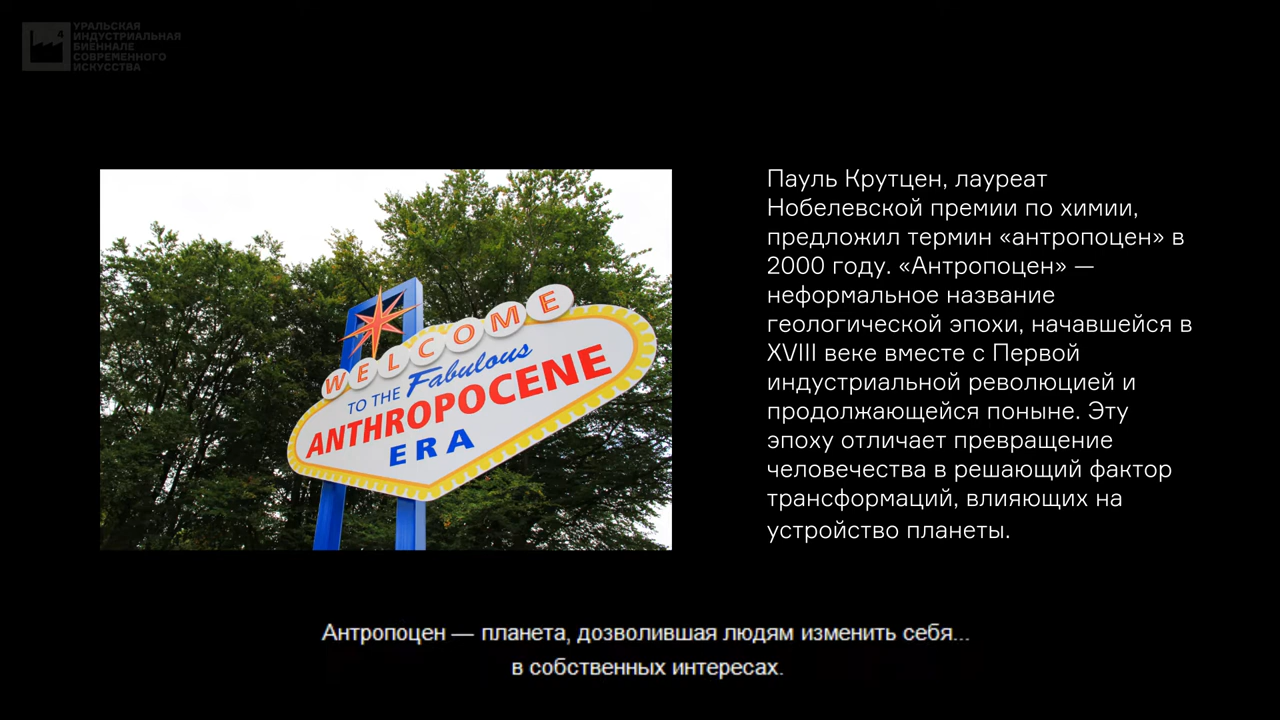 УРАЛЬСКАЯ
ИНДУСТРИАЛЬНАЯ
БИЕННАЛЕ
СОВРЕМЕННОГО
ИСКУССТВА
4
WELCOME
TO THE Fabulous
ANTHROPOCENE
ERA
Пауль Крутцен, лауреат
Нобелевской премии по химии,
предложил термин «антропоцен» в
2000 году. «Антропоцен» —
неформальное название
геологической эпохи, начавшейся в
XVIII веке вместе с Первой
индустриальной революцией и
продолжающейся поныне. Эту
эпоху отличает превращение
человечества в решающий фактор
трансформаций, влияющих на
устройство планеты.
Антропоцен — планета, дозволившая людям изменить себя...
в собственных интересах.